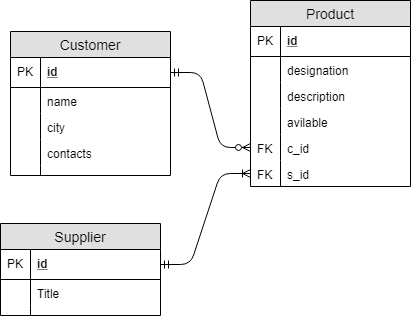 Customer
PK id
name
city
contacts
Product
PK id
designation
description
avilable
FK c_id
FK s_id
Supplier
PK id
Title